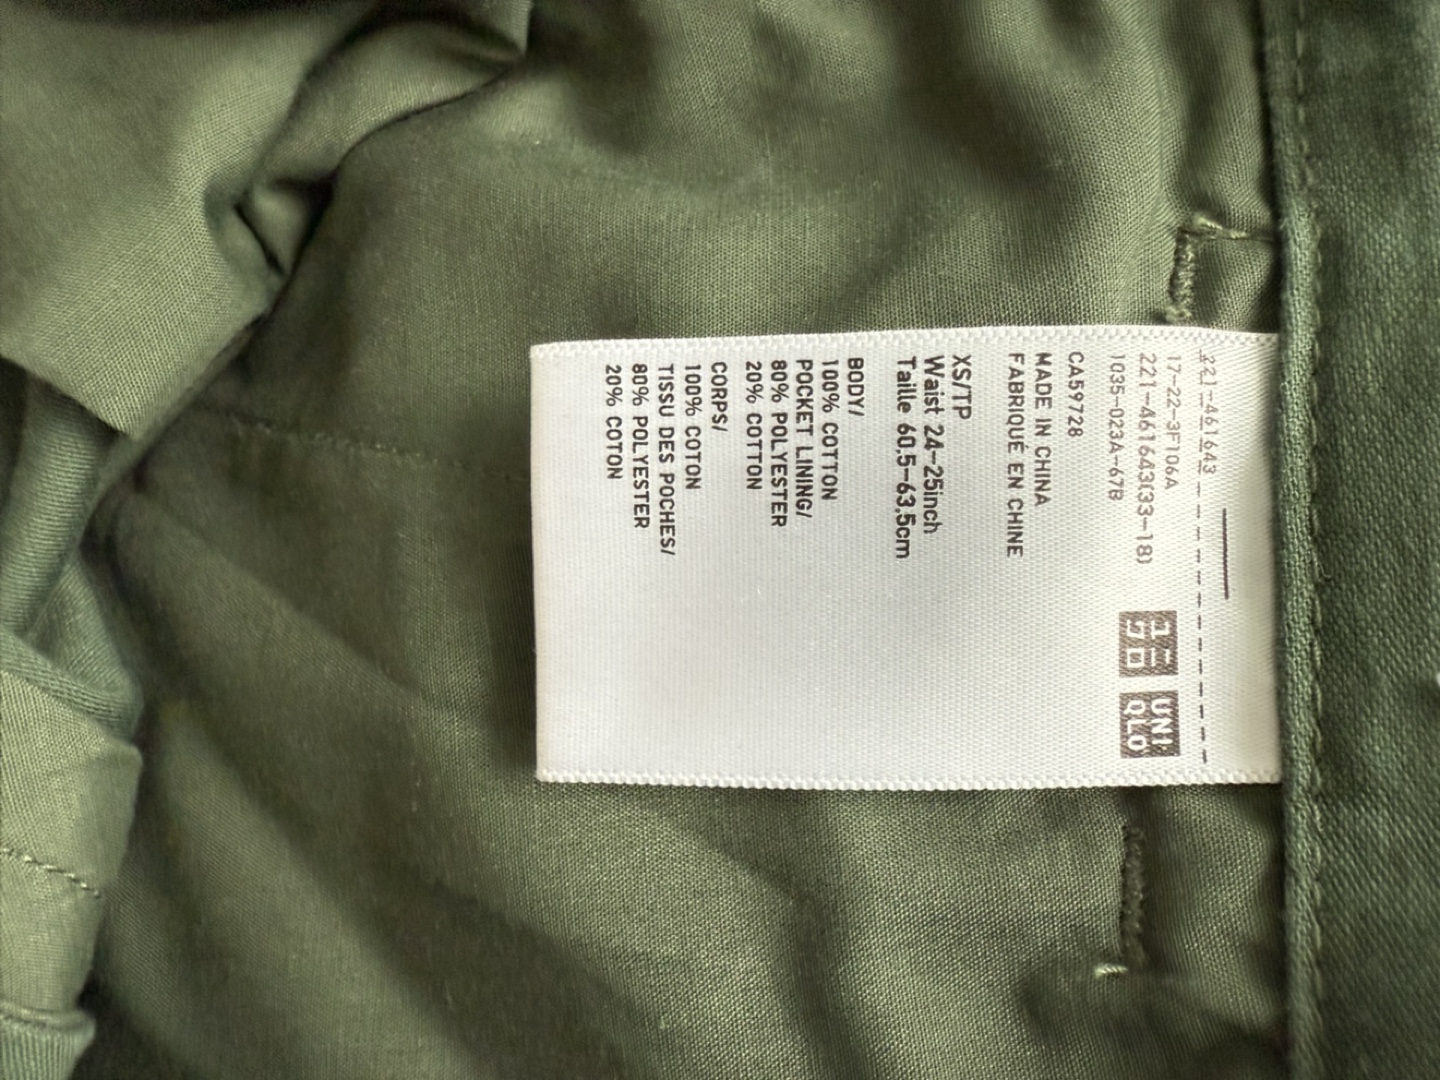 221-461643
17-22-3FT06A
221-461643(33-18)
1035-023A-67B
ユニ
クロ
UNI
QLO
CA59728
MADE IN CHINA
FABRIQUÉ EN CHINE
XS/TP
Waist 24-25inch
Taille 60.5-63.5cm
BODY/
100% COTTON
POCKET LINING/
80% POLYESTER
20% COTTON
CORPS/
100% COTON
TISSU DES POCHES/
80% POLYESTER
20% COTON